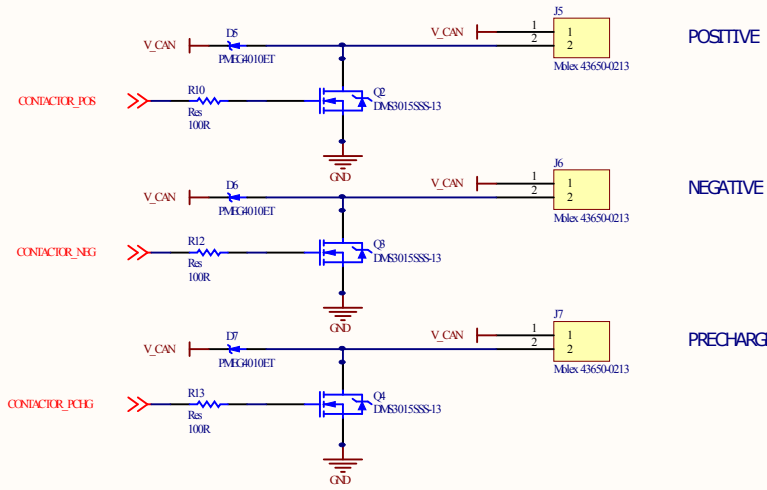 J5
D5
V_CAN
V_CAN
1 1
2 2
POSITIVE
PMEG4010ET
Molex 43650-0213
R10
Q2
CONTACTOR_POS
DMS3015SSS-13
Res
100R
GND
J6
D6
V_CAN
V_CAN
1 1
2 2
NEGATIVE
PMEG4010ET
Molex 43650-0213
R12
Q3
CONTACTOR_NEG
DMS3015SSS-13
Res
100R
GND
J7
D7
V_CAN
V_CAN
1 1
2 2
PRECHARGE
PMEG4010ET
Molex 43650-0213
R13
Q4
CONTACTOR_PCHG
DMS3015SSS-13
Res
100R
GND